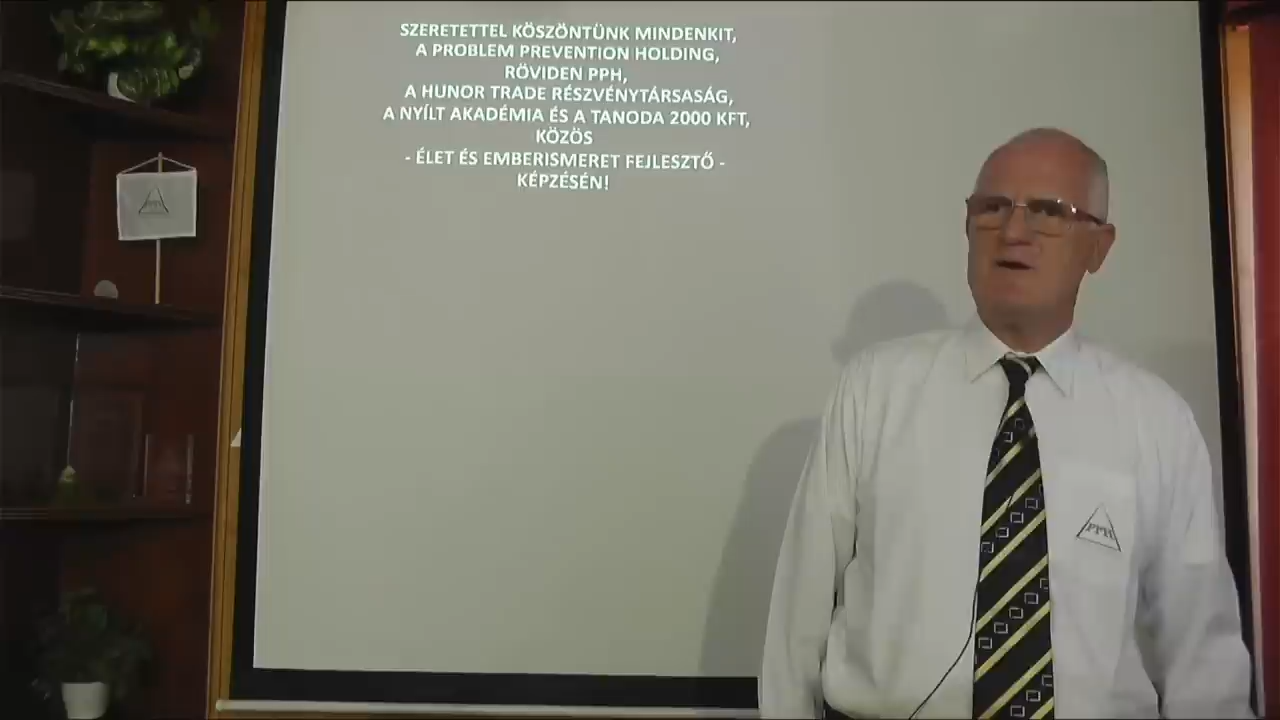 SZERETETTEL KÖSZÖNTÜNK MINDENKIT,
A PROBLEM PREVENTION HOLDING,
RÖVIDEN PPH,
A HUNOR TRADE RÉSZVÉNYTÁRSASÁG,
A NYÍLT AKADÉMIA ÉS A TANODA 2000 KFT,
KÖZÖS
- ÉLET ÉS EMBERISMERET FEJLESZTŐ -
KÉPZÉSÉN!
PPH
PPH